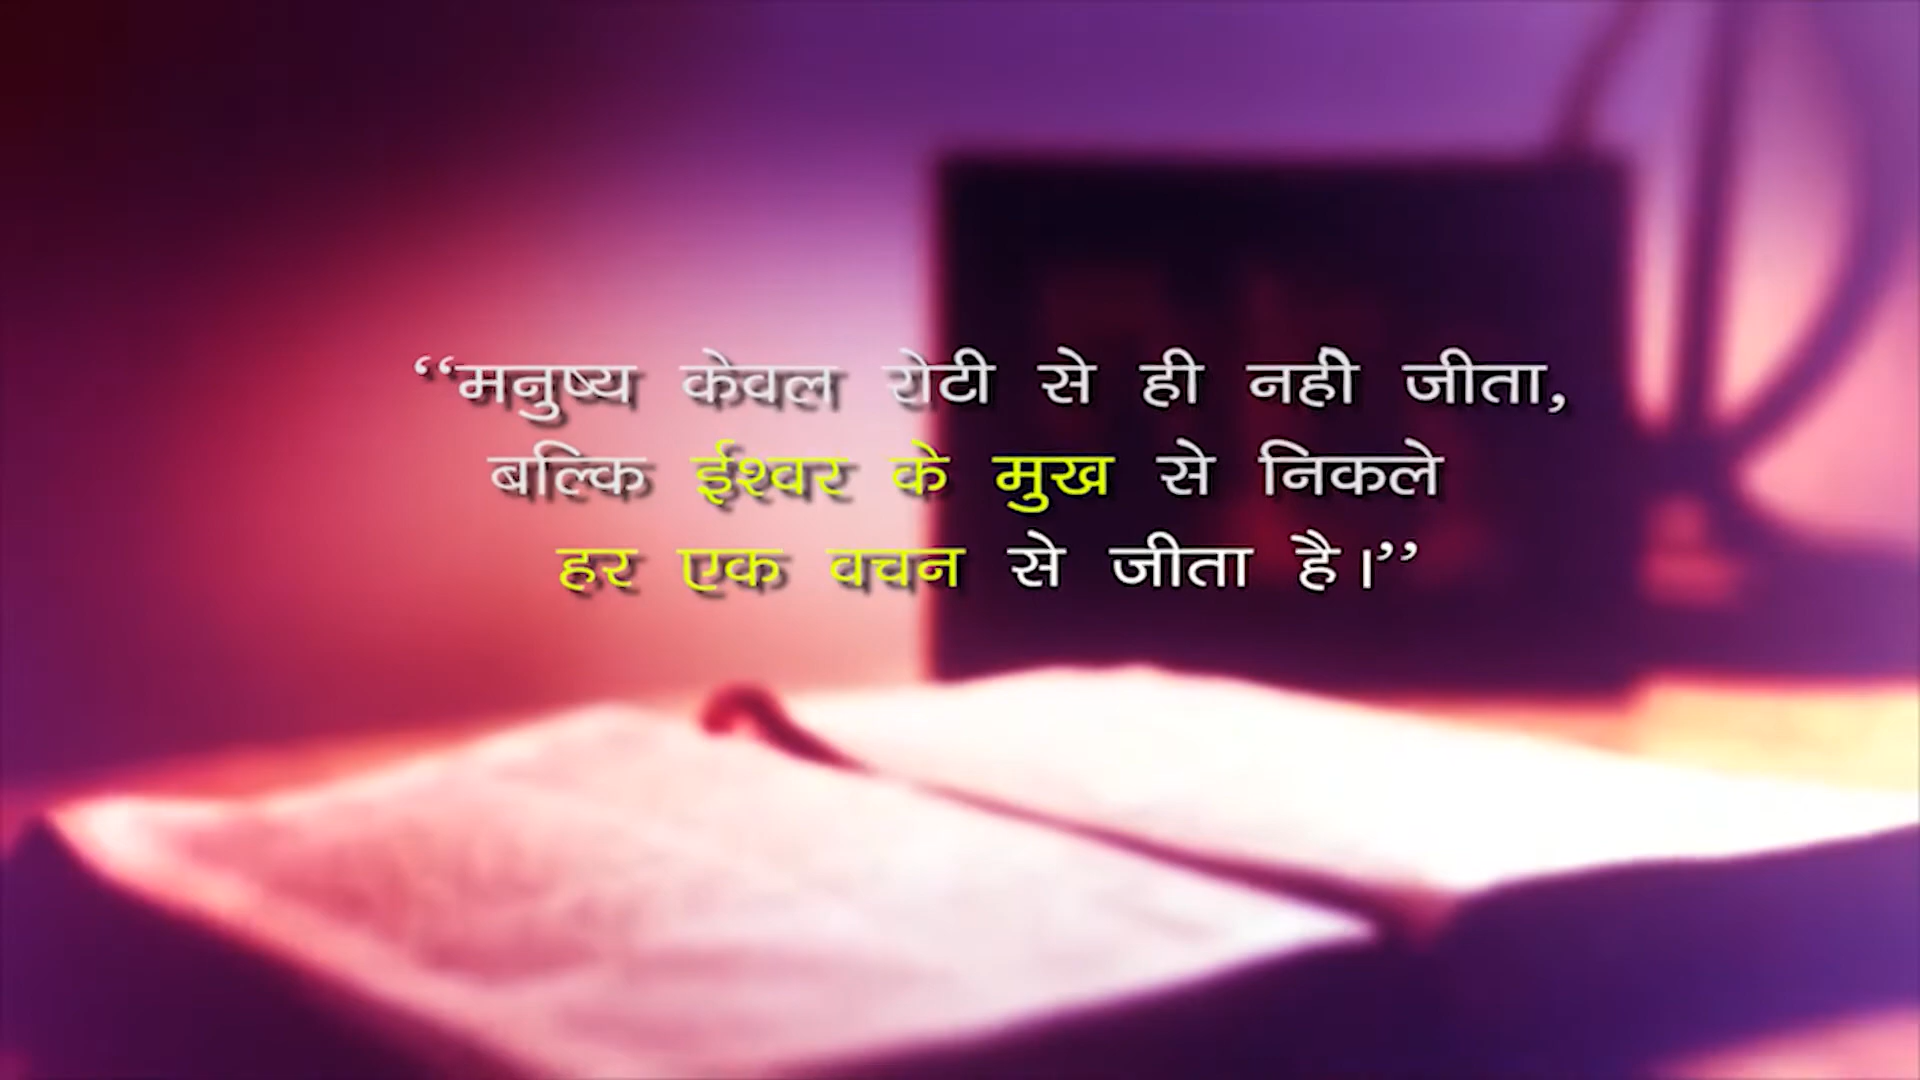 “मनुष्य केवल रोटी से ही नहीं जीता,
बल्कि ईश्वर के मुख से निकले
हर एक वचन से जीता है।”